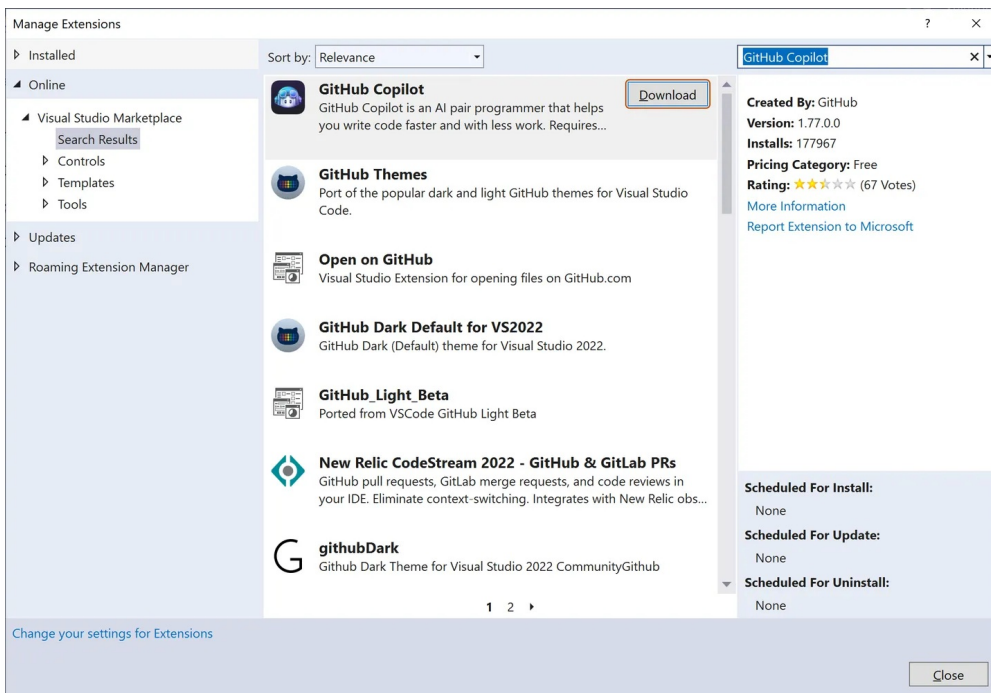 Manage Extensions
?
Installed
Online
Visual Studio Marketplace
Search Results
Controls
Templates
Tools
Updates
Roaming Extension Manager
Sort by: Relevance
GitHub Copilot
GitHub Copilot is an AI pair programmer that helps
you write code faster and with less work. Requires...
Download
GitHub Themes
Port of the popular dark and light GitHub themes for Visual Studio
Code.
Open on GitHub
Visual Studio Extension for opening files on GitHub.com
GitHub Dark Default for VS2022
GitHub Dark (Default) theme for Visual Studio 2022.
GitHub_Light_Beta
Ported from VSCode GitHub Light Beta
New Relic CodeStream 2022 - GitHub & GitLab PRs
GitHub pull requests, GitLab merge requests, and code reviews in
your IDE. Eliminate context-switching. Integrates with New Relic obs...
githubDark
Github Dark Theme for Visual Studio 2022 CommunityGithub
1 2
GitHub Copilot
Created By: GitHub
Version: 1.77.0.0
Installs: 177967
Pricing Category: Free
Rating: (67 Votes)
More Information
Report Extension to Microsoft
Scheduled For Install:
None
Scheduled For Update:
None
Scheduled For Uninstall:
None
Change your settings for Extensions
Close